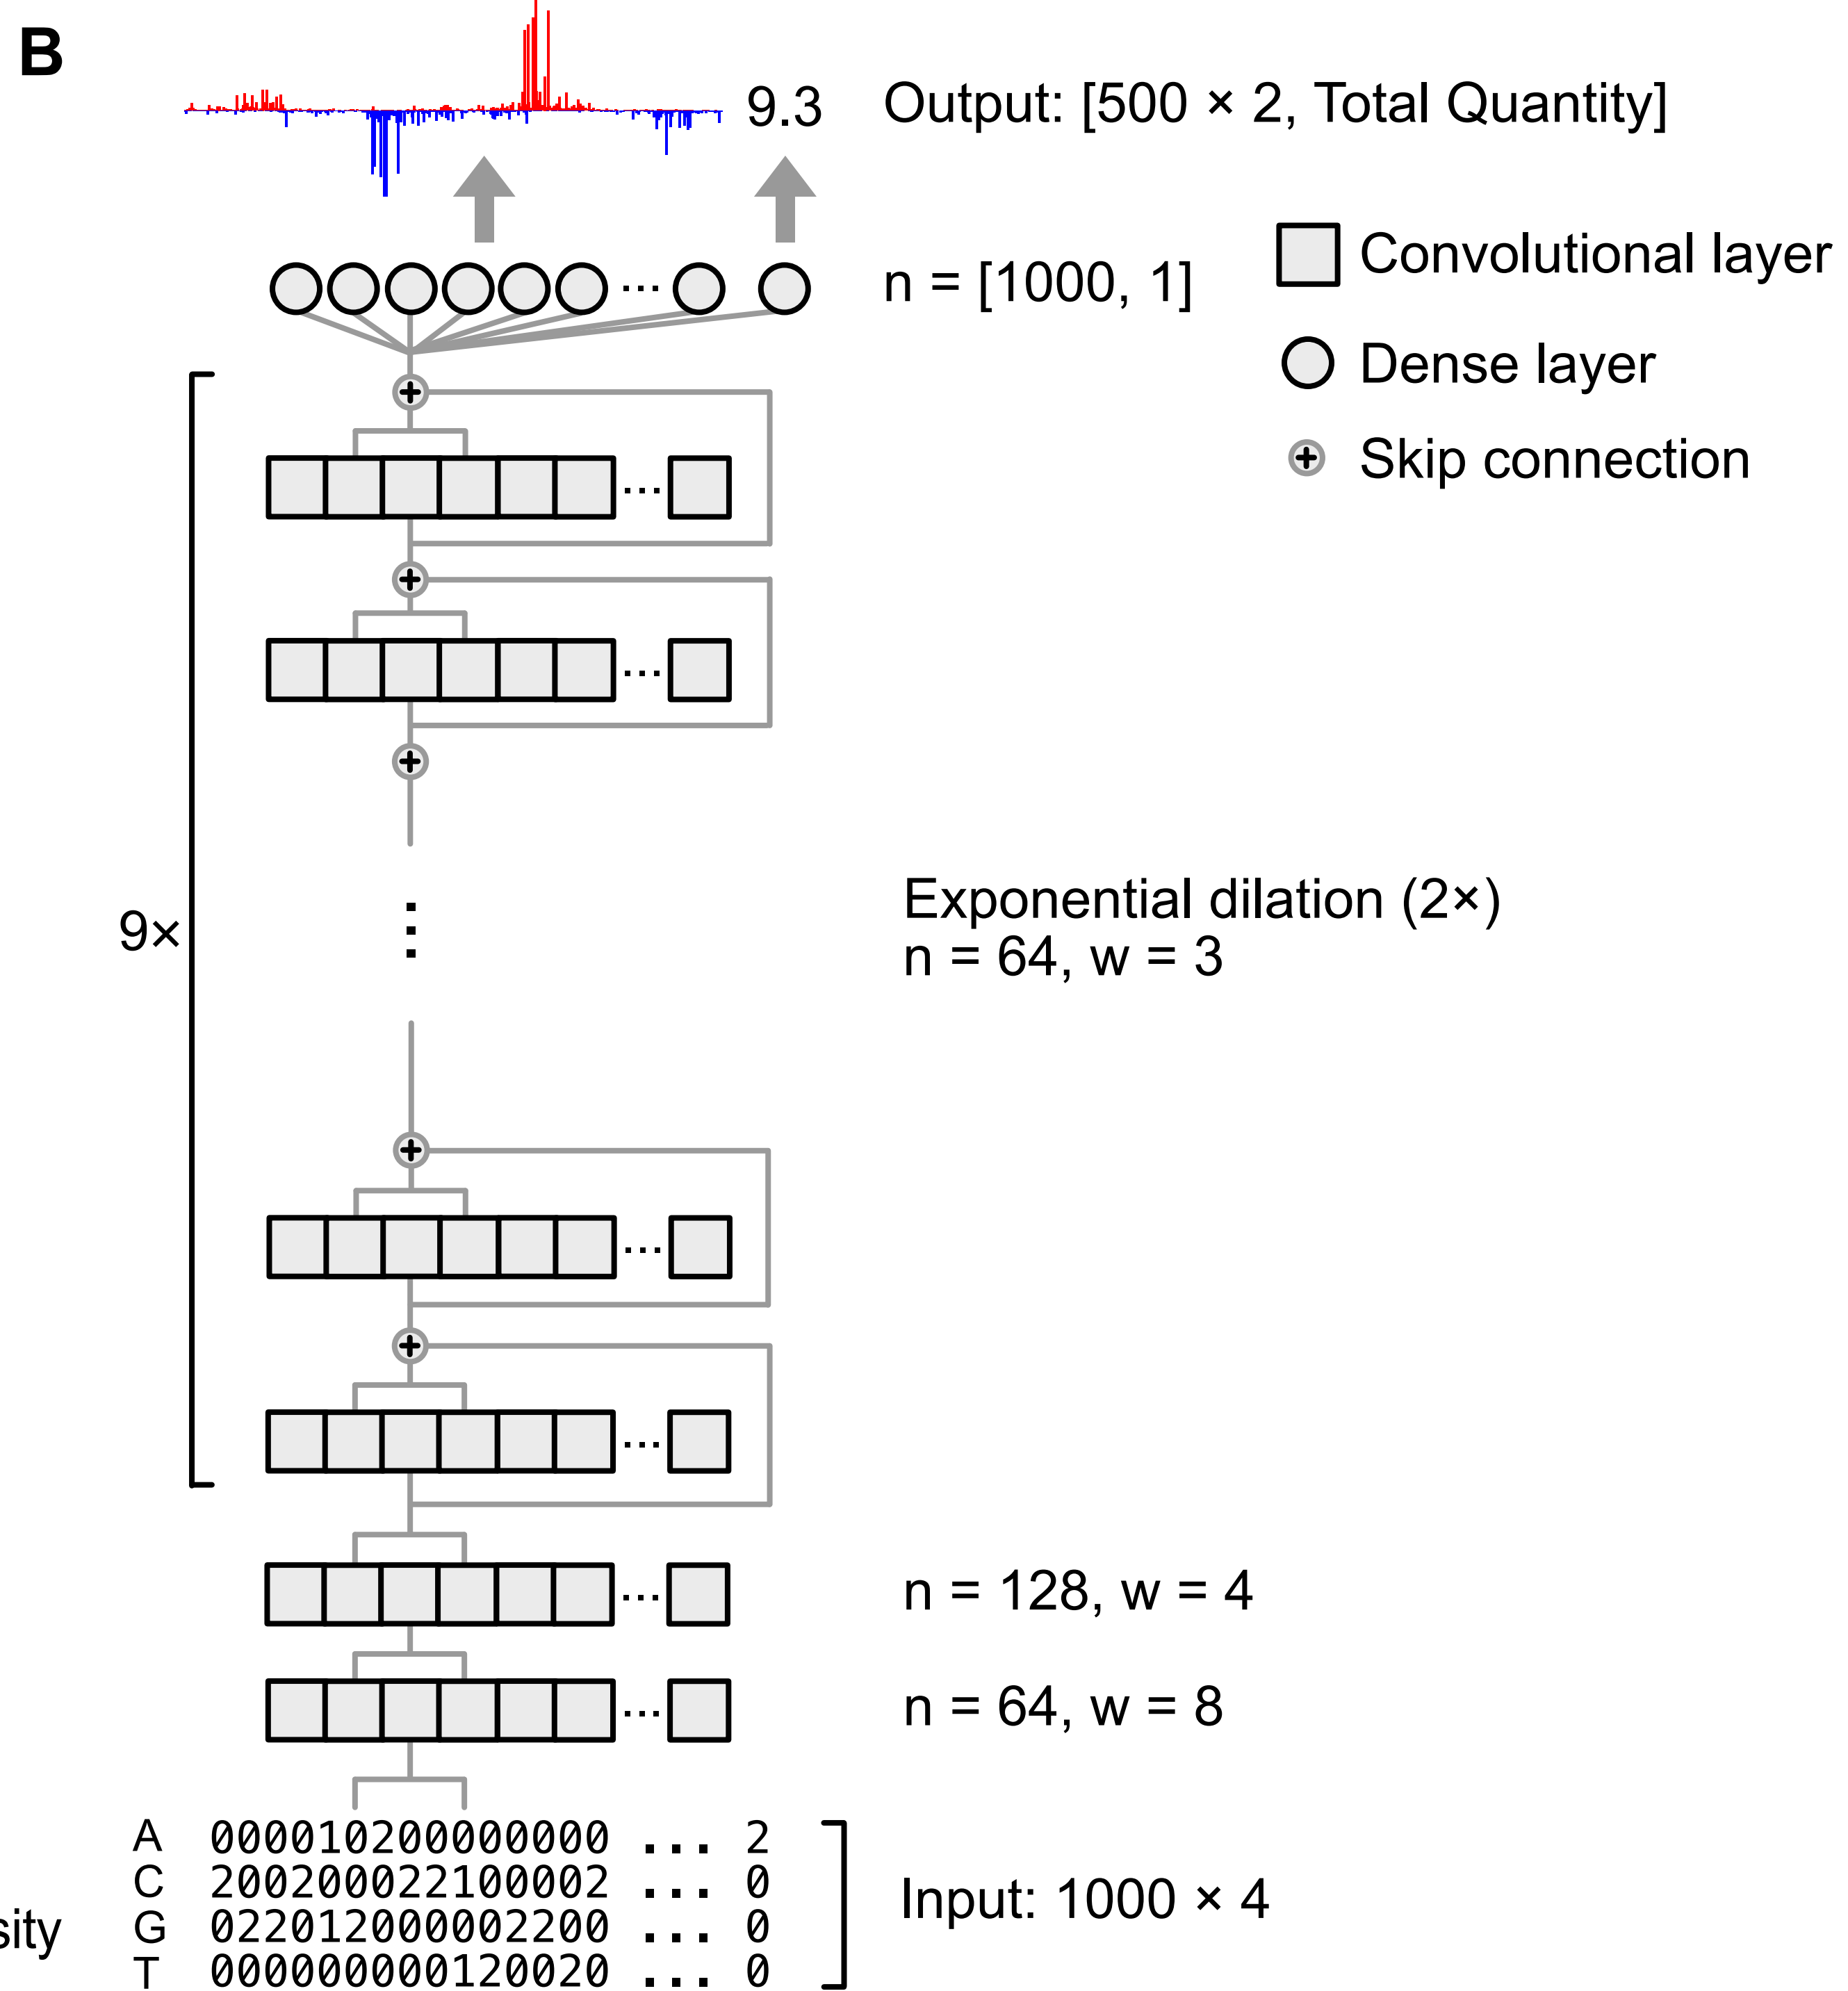 B
9.3 Output: [500 × 2, Total Quantity]
n = [1000, 1]
Convolutional layer
Dense layer
Skip connection
...
...
...
9×
Exponential dilation (2×)
n = 64, w = 3
...
...
... n = 128, w = 4
... n = 64, w = 8
A 000010200000000 ... 2
C 200200022100002 ... 0
G 022012000002200 ... 0
T 000000000120020 ... 0
sity
Input: 1000 × 4